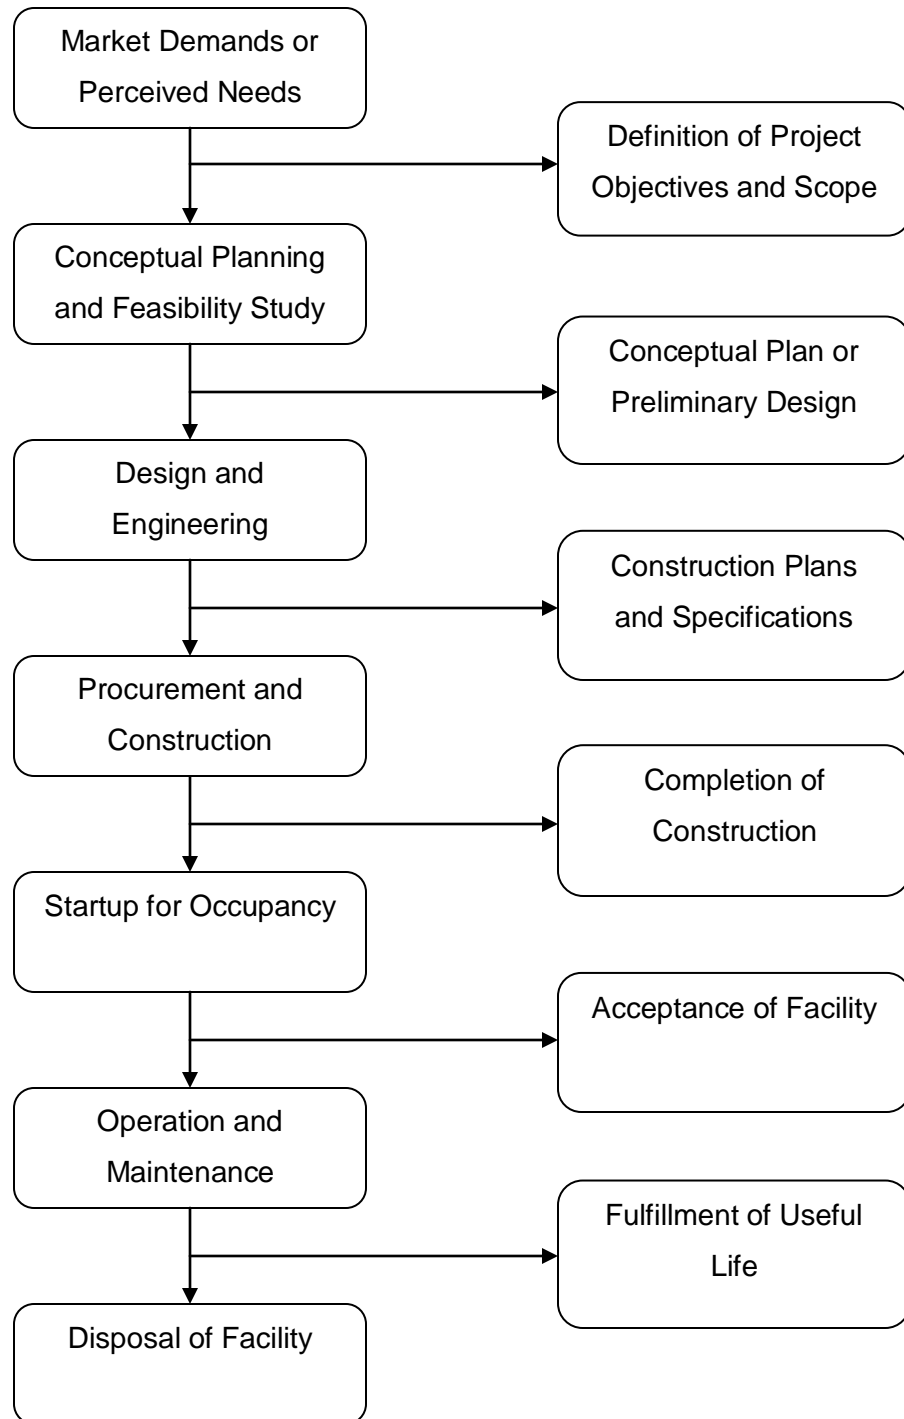 Market Demands or
Perceived Needs
Definition of Project
Objectives and Scope
Conceptual Planning
and Feasibility Study
Conceptual Plan or
Preliminary Design
Design and
Engineering
Construction Plans
and Specifications
Procurement and
Construction
Completion of
Construction
Startup for Occupancy
Acceptance of Facility
Operation and
Maintenance
Fulfillment of Useful
Life
Disposal of Facility